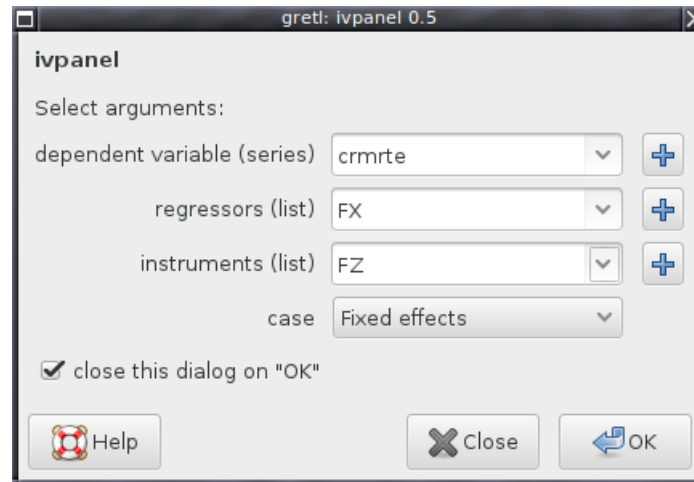 gretl: ivpanel 0.5
ivpanel
Select arguments:
dependent variable (series) crmrte
regressors (list) FX
instruments (list) FZ
case Fixed effects
close this dialog on "OK"
Help Close OK